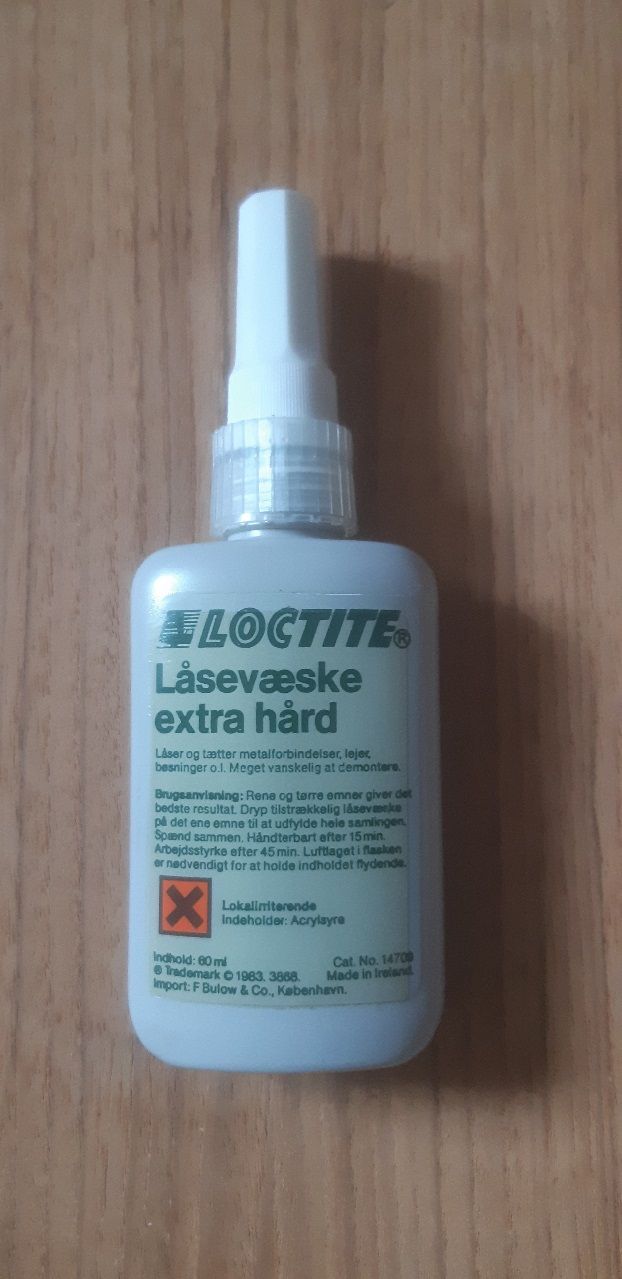 LOCTITE®
Låsevæske
extra hård
Låser og tætter metalforbindelser, lejer,
bøsninger o.l. Meget vanskelig at demontere.
Brugsanvisning: Rene og tørre emner giver det
bedste resultat. Dryp tilstrækkelig låsevæske
på det ene emne til at udfylde hele samlingen.
Spænd sammen. Håndterbart efter 15 min.
Arbejdsstyrke efter 45 min. Luftlaget i flasken
er nødvendigt for at holde indholdet flydende.
Lokalirriterende
Indeholder: Acrylsyre
Indhold: 60 ml
Cat. No. 14709
® Trademark © 1983. 3868.
Made in Ireland.
Import: F Bulow & Co., København.